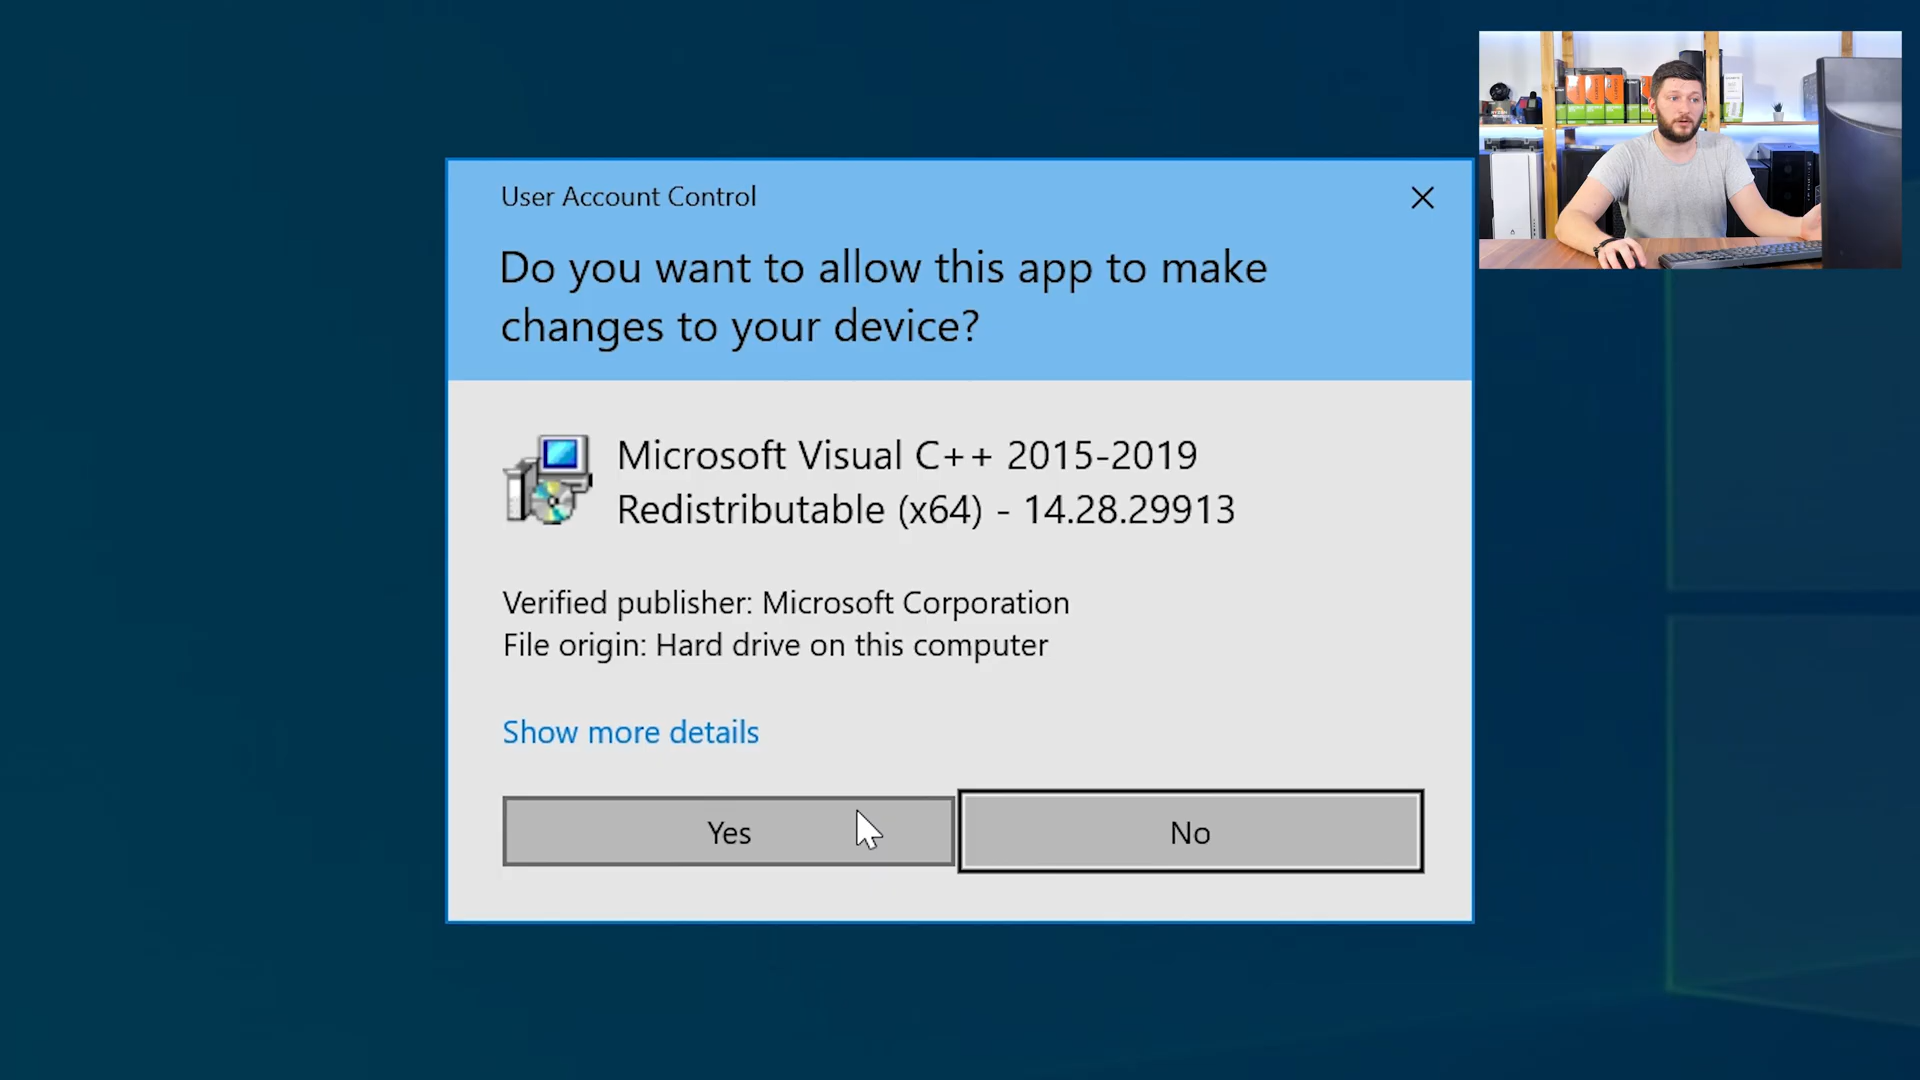 User Account Control
Do you want to allow this app to make
changes to your device?
Microsoft Visual C++ 2015-2019
Redistributable (x64) - 14.28.29913
Verified publisher: Microsoft Corporation
File origin: Hard drive on this computer
Show more details
Yes
No